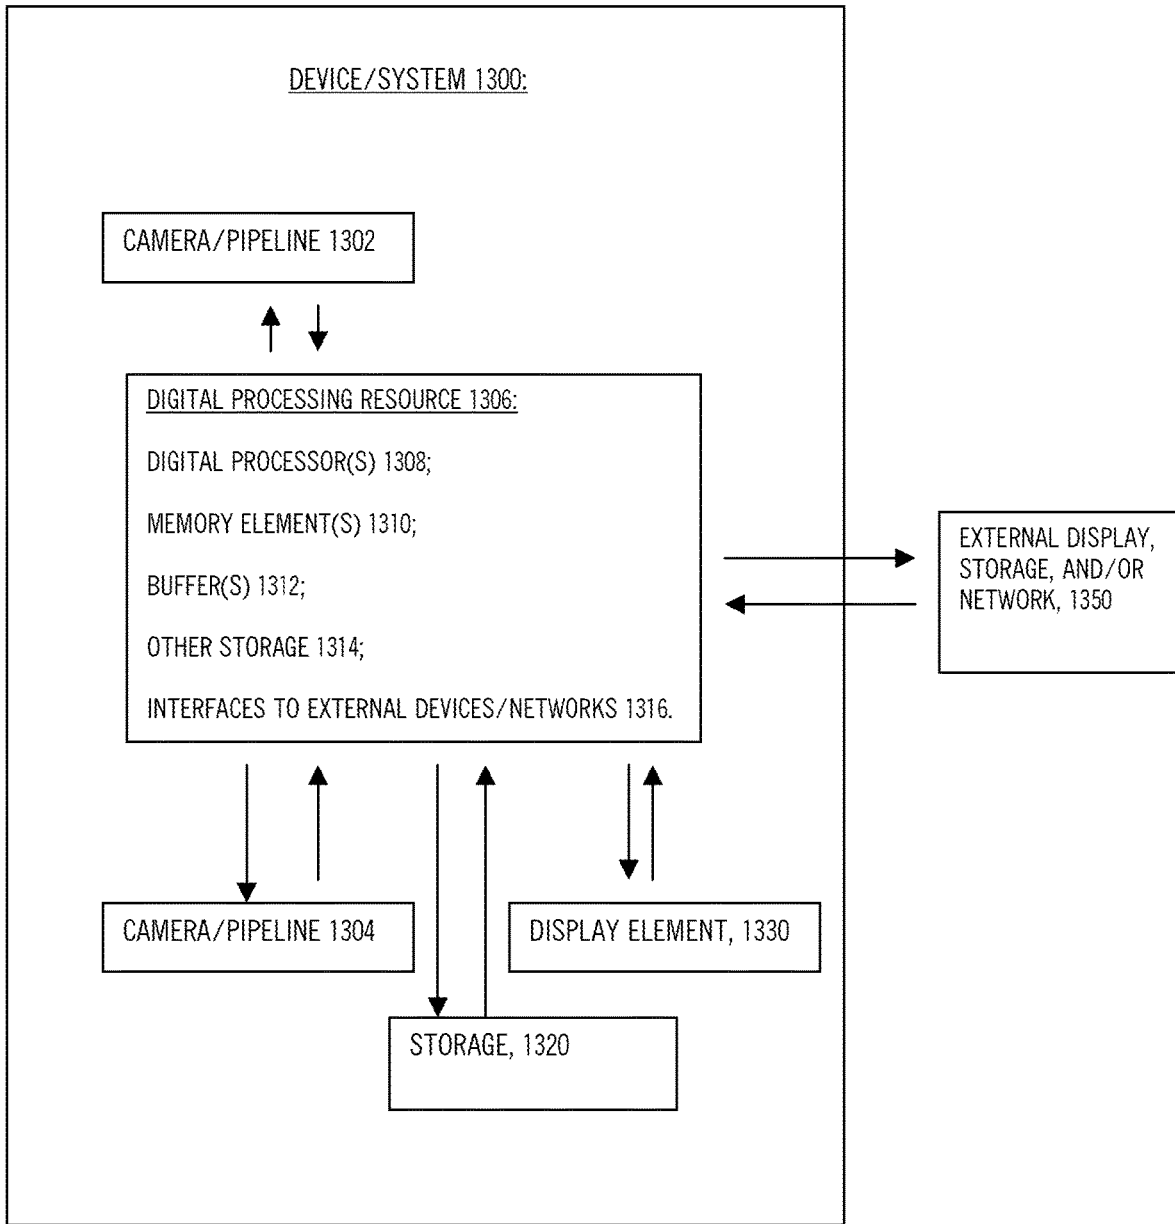 DEVICE/SYSTEM 1300:
CAMERA/PIPELINE 1302
DIGITAL PROCESSING RESOURCE 1306:
DIGITAL PROCESSOR(S) 1308;
MEMORY ELEMENT(S) 1310;
BUFFER(S) 1312;
OTHER STORAGE 1314;
INTERFACES TO EXTERNAL DEVICES/NETWORKS 1316.
EXTERNAL DISPLAY,
STORAGE, AND/OR
NETWORK, 1350
CAMERA/PIPELINE 1304
DISPLAY ELEMENT, 1330
STORAGE, 1320